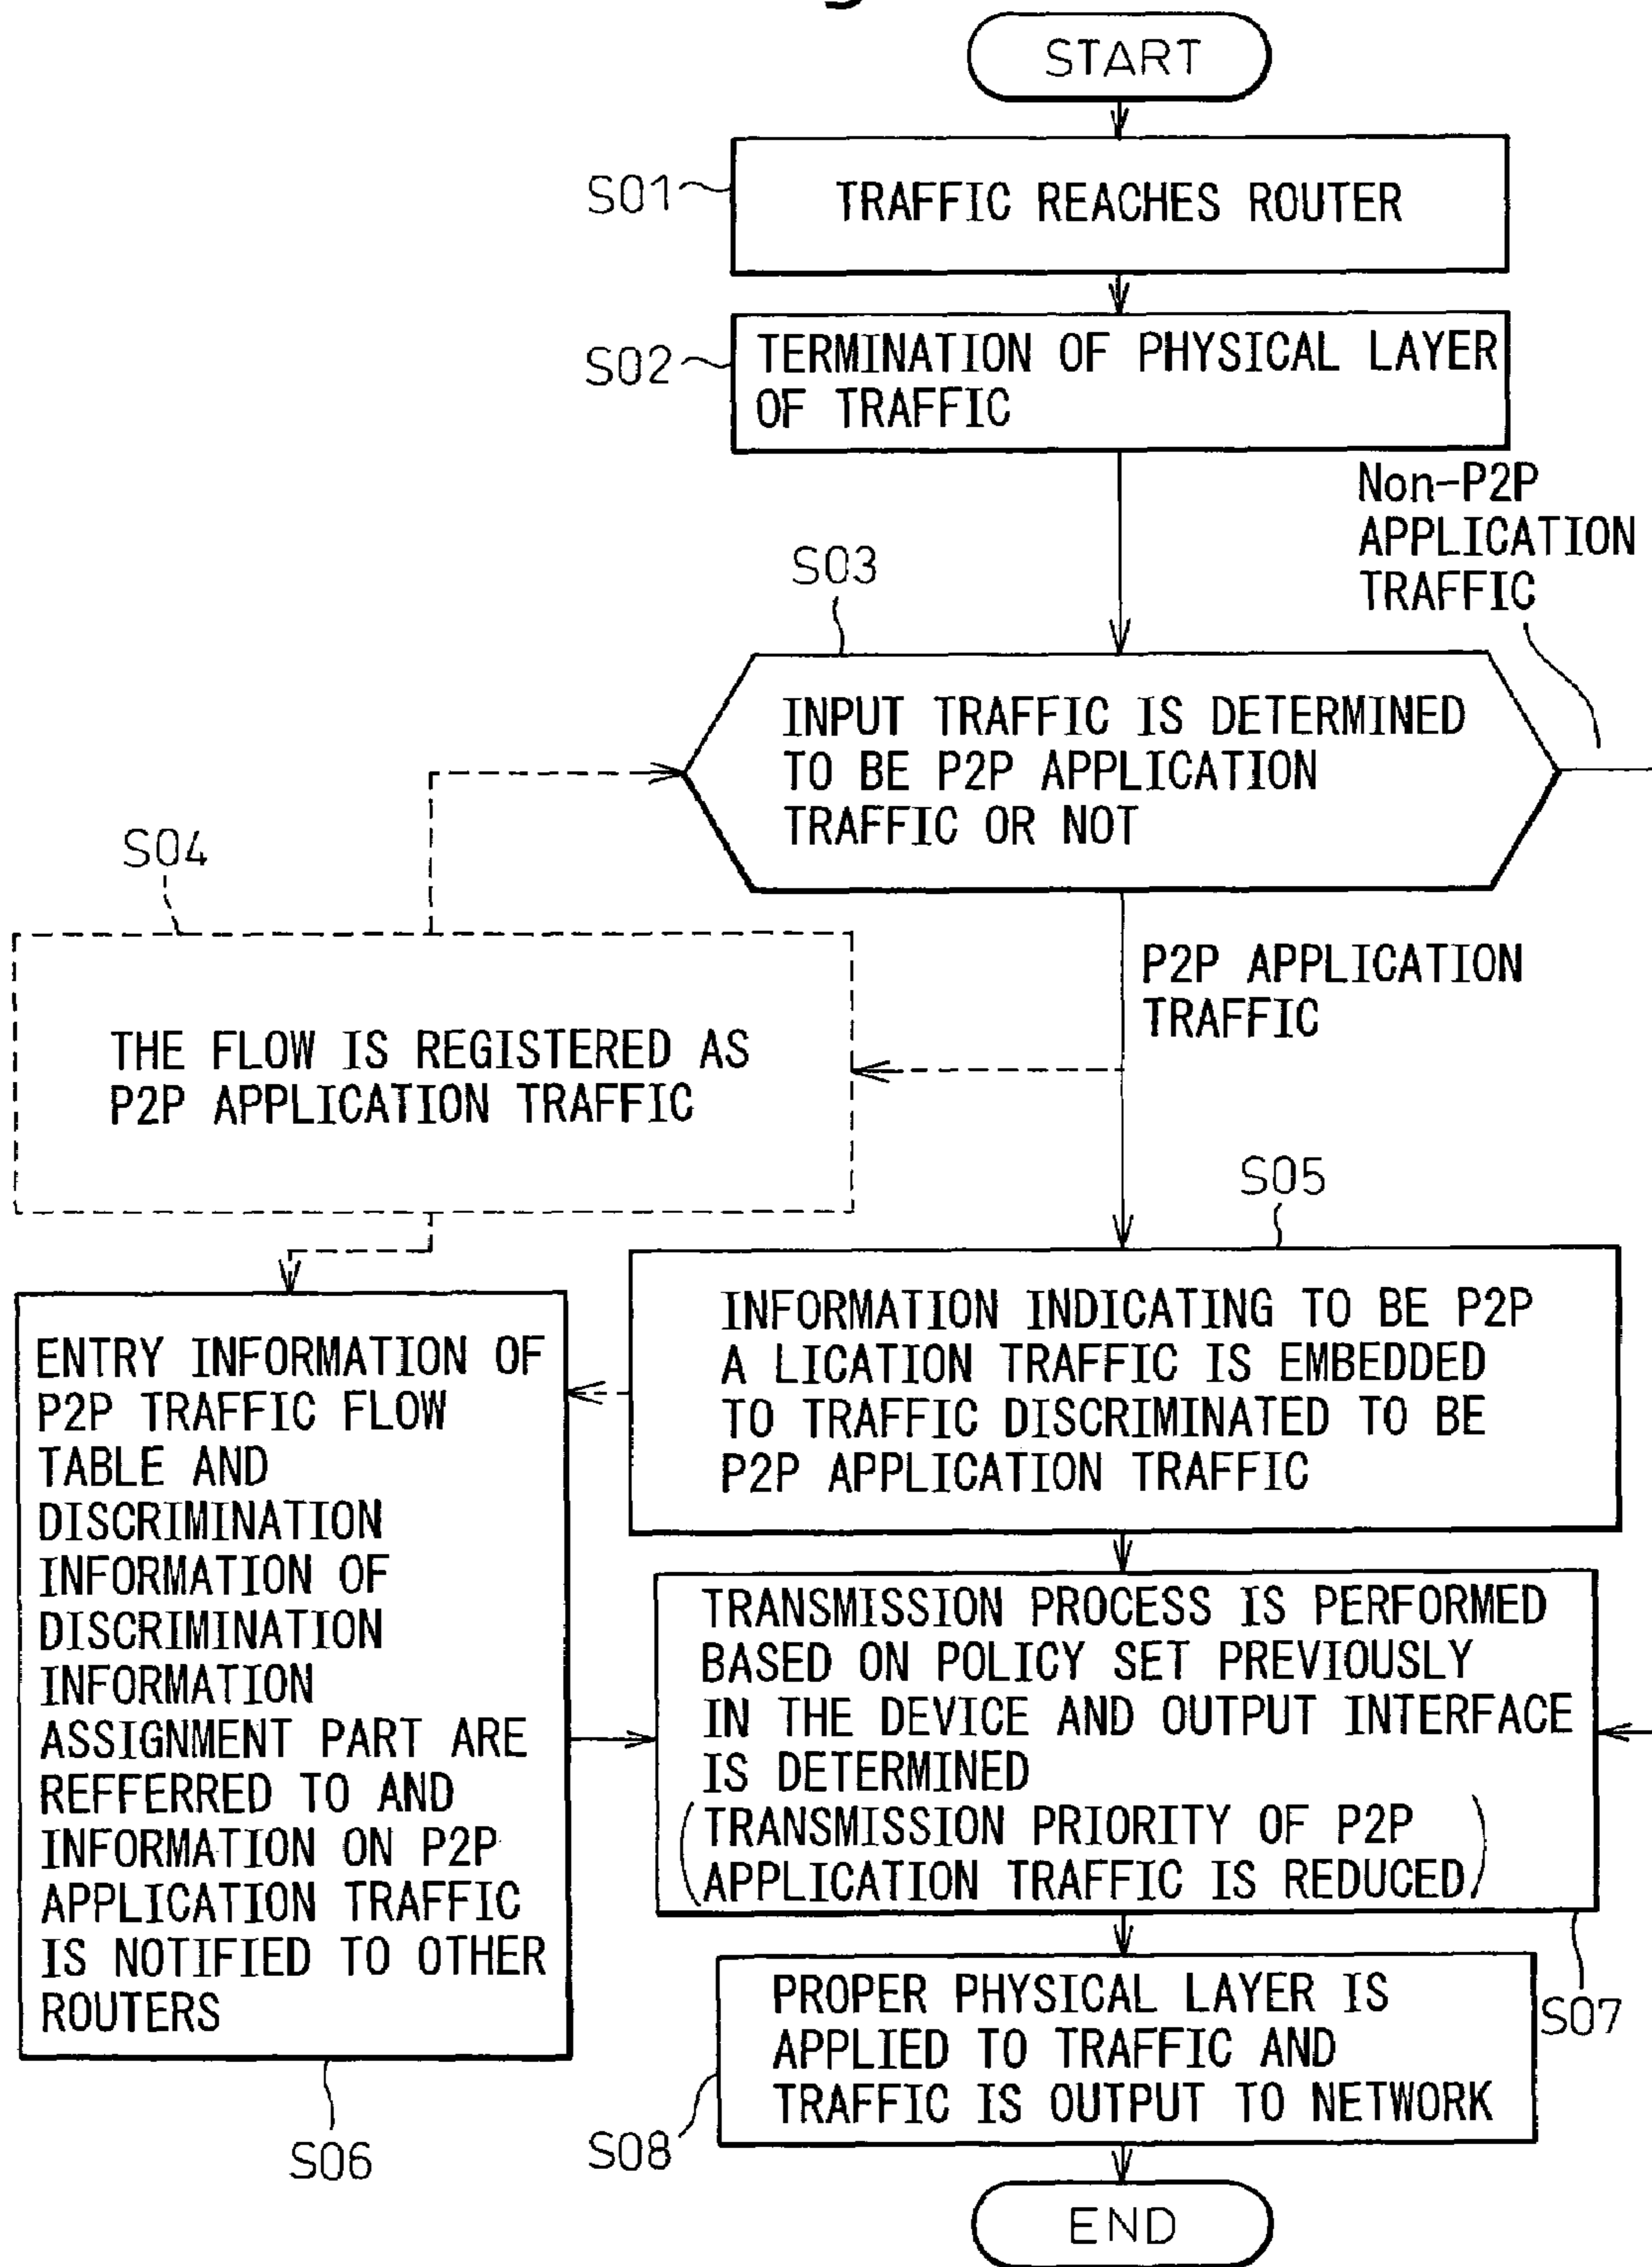 START
S01
TRAFFIC REACHES ROUTER
S02
TERMINATION OF PHYSICAL LAYER
OF TRAFFIC
Non-P2P
APPLICATION
TRAFFIC
S03
INPUT TRAFFIC IS DETERMINED
TO BE P2P APPLICATION
TRAFFIC OR NOT
S04
THE FLOW IS REGISTERED AS
P2P APPLICATION TRAFFIC
P2P APPLICATION
TRAFFIC
S05
INFORMATION INDICATING TO BE P2P
A LICATION TRAFFIC IS EMBEDDED
TO TRAFFIC DISCRIMINATED TO BE
P2P APPLICATION TRAFFIC
ENTRY INFORMATION OF
P2P TRAFFIC FLOW
TABLE AND
DISCRIMINATION
INFORMATION OF
DISCRIMINATION
INFORMATION
ASSIGNMENT PART ARE
REFFERRED TO AND
INFORMATION ON P2P
APPLICATION TRAFFIC
IS NOTIFIED TO OTHER
ROUTERS
S06
TRANSMISSION PROCESS IS PERFORMED
BASED ON POLICY SET PREVIOUSLY
IN THE DEVICE AND OUTPUT INTERFACE
IS DETERMINED
(TRANSMISSION PRIORITY OF P2P
APPLICATION TRAFFIC IS REDUCED)
S07
PROPER PHYSICAL LAYER IS
APPLIED TO TRAFFIC AND
TRAFFIC IS OUTPUT TO NETWORK
S08
END